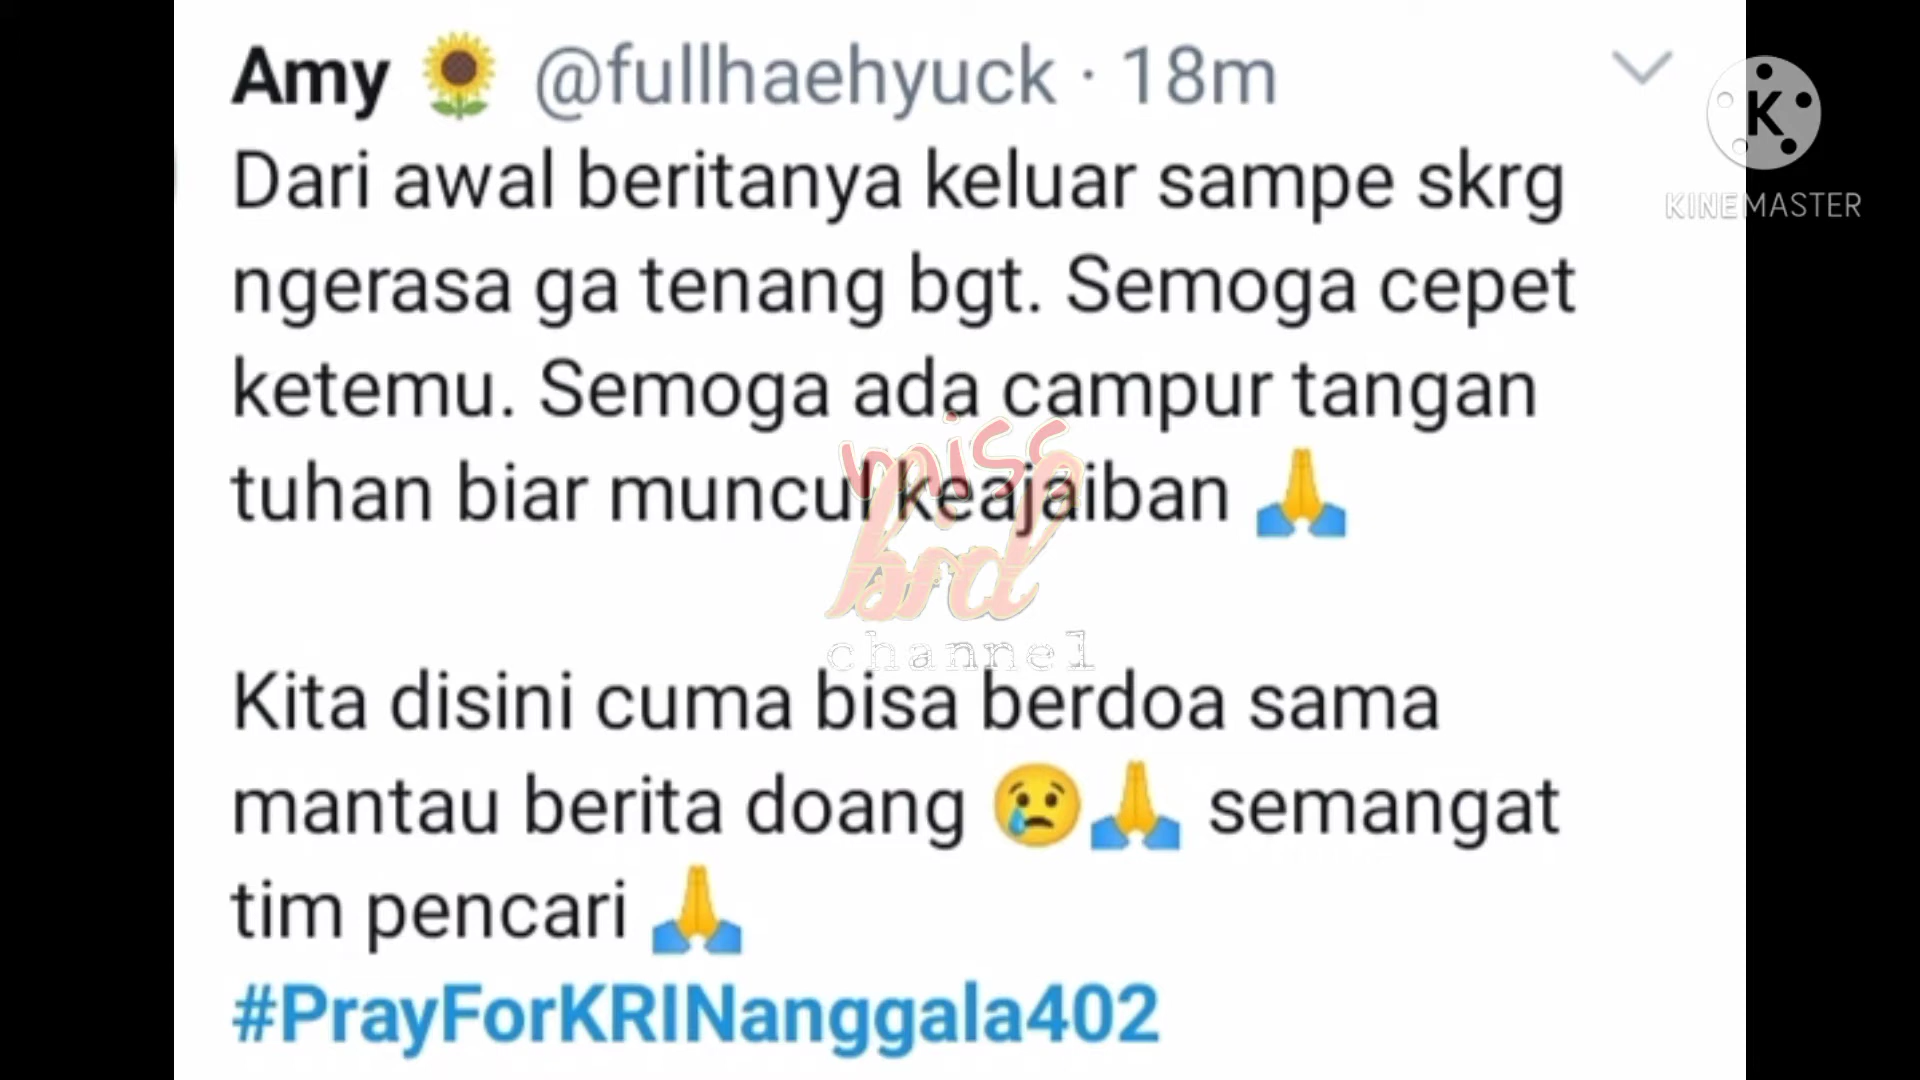 Amy 🌻 @fullhaehyuck · 18m
Dari awal beritanya keluar sampe skrg
ngerasa ga tenang bgt. Semoga cepet
ketemu. Semoga ada campur tangan
tuhan biar muncul keajaiban 🙏
Kita disini cuma bisa berdoa sama
mantau berita doang 😢🙏 semangat
tim pencari 🙏
#PrayForKRINanggala402
K
KINEMASTER
miss
brd
channel